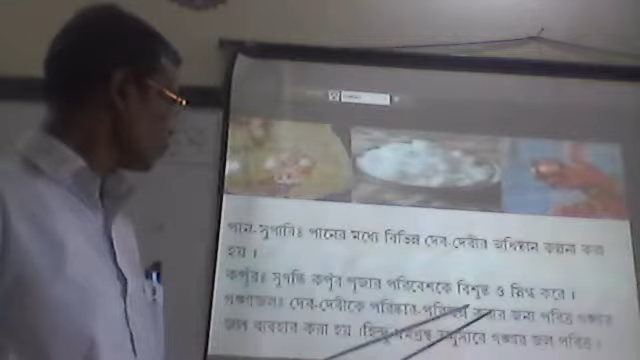 পান-সুপারিঃ পানের মধ্যে বিভিন্ন দেব-দেবীর অধিষ্ঠান কল্পনা করা
হয় ।
কর্পূরঃ সুগন্ধি কর্পূর পূজার পরিবেশকে বিশুদ্ধ ও স্নিগ্ধ করে ।
গঙ্গাজলঃ দেব-দেবীকে পরিষ্কার-পরিচ্ছন্ন করার জন্য পবিত্র গঙ্গার
জল ব্যবহার করা হয় । হিন্দু ধর্মগ্রন্থ অনুসারে গঙ্গার জল পবিত্র ।